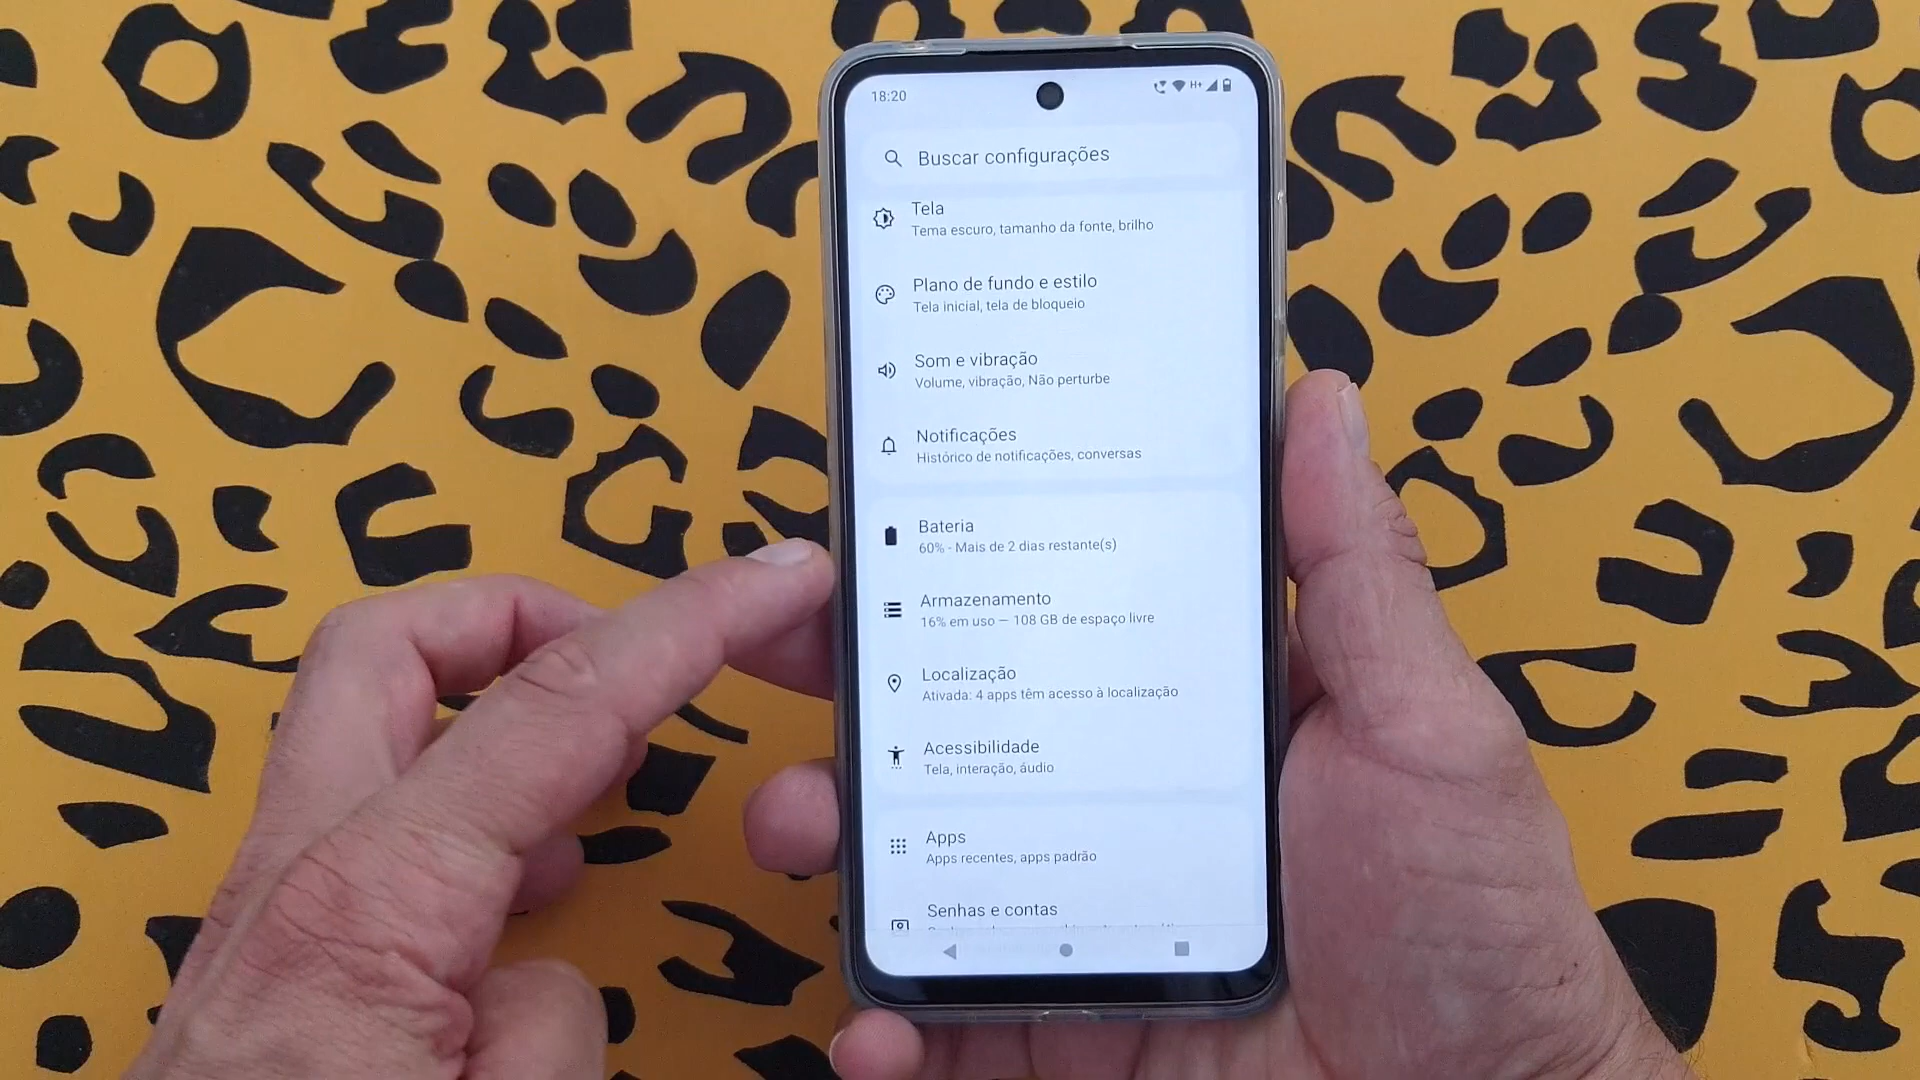 18:20
H+
Buscar configurações
Tela
Tema escuro, tamanho da fonte, brilho
Plano de fundo e estilo
Tela inicial, tela de bloqueio
Som e vibração
Volume, vibração, Não perturbe
Notificações
Histórico de notificações, conversas
Bateria
60% - Mais de 2 dias restante(s)
Armazenamento
16% em uso — 108 GB de espaço livre
Localização
Ativada: 4 apps têm acesso à localização
Acessibilidade
Tela, interação, áudio
Apps
Apps recentes, apps padrão
Senhas e contas